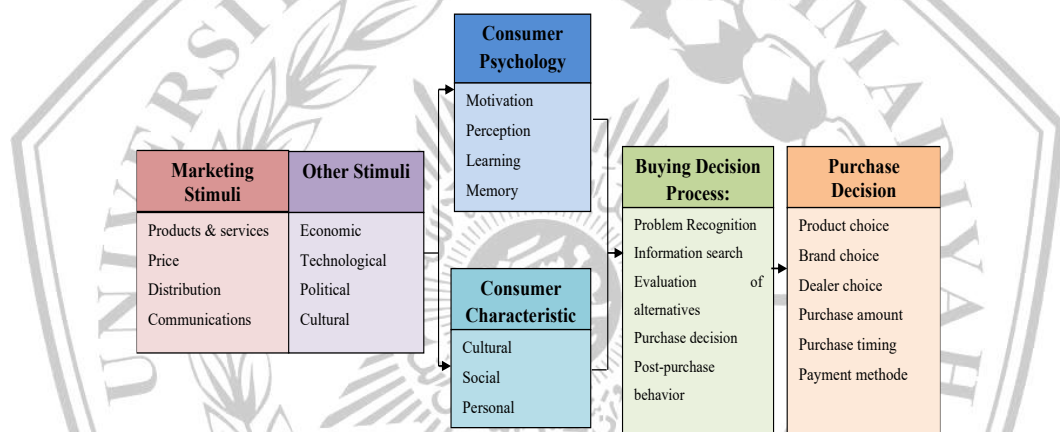 Marketing
Stimuli
Products & services
Price
Distribution
Communications
Other Stimuli
Economic
Technological
Political
Cultural
Consumer
Psychology
Motivation
Perception
Learning
Memory
Consumer
Characteristic
Cultural
Social
Personal
Buying Decision
Process:
Problem Recognition
Information search
Evaluation of
alternatives
Purchase decision
Post-purchase
behavior
Purchase
Decision
Product choice
Brand choice
Dealer choice
Purchase amount
Purchase timing
Payment methode